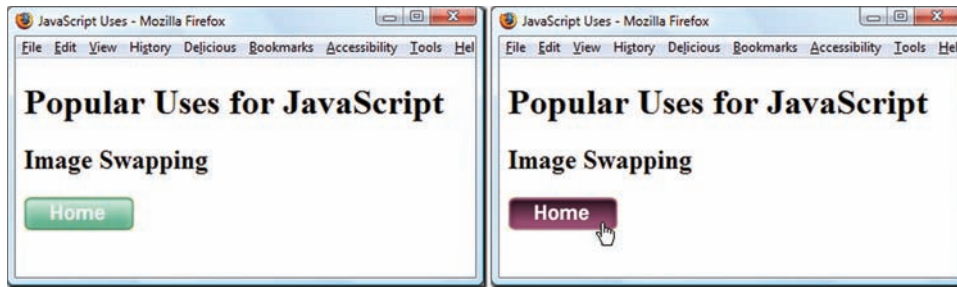 JavaScript Uses - Mozilla Firefox
File Edit View History Delicious Bookmarks Accessibility Tools Hel
Popular Uses for JavaScript
Image Swapping
Home
JavaScript Uses - Mozilla Firefox
File Edit View History Delicious Bookmarks Accessibility Tools Hel
Popular Uses for JavaScript
Image Swapping
Home